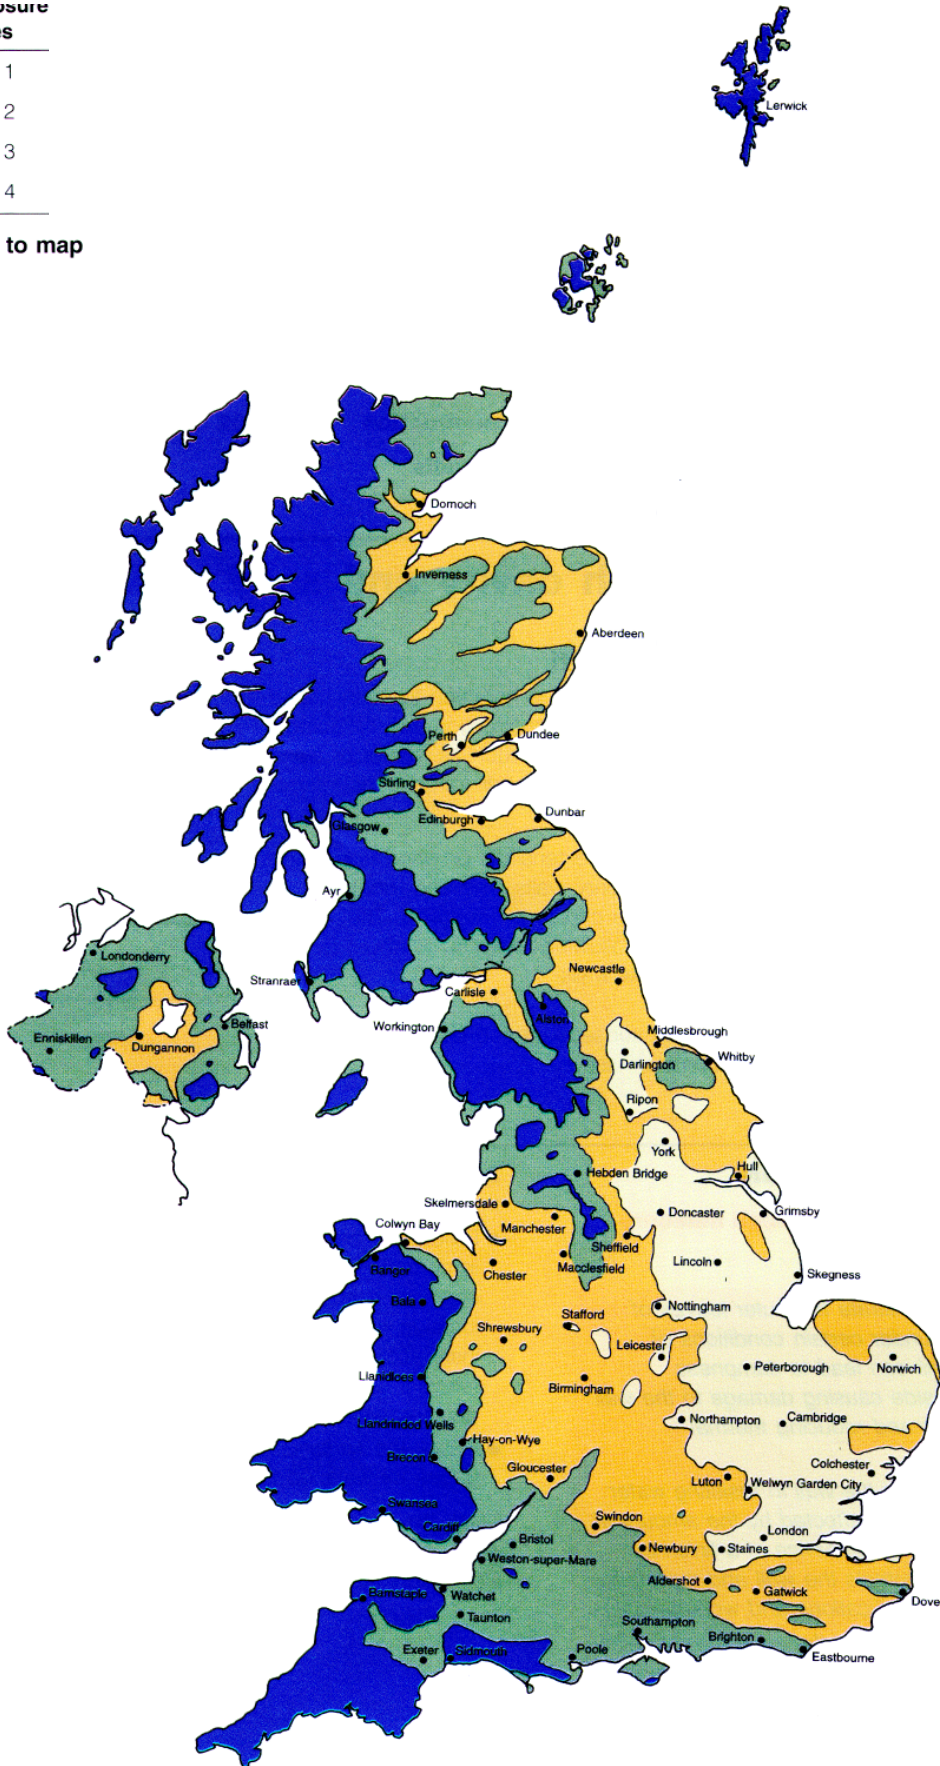 osure
es
1
2
3
4
to map
Lerwick
Dornoch
Inverness
Aberdeen
Perth
Dundee
Stirling
Glasgow
Edinburgh
Dunbar
Ayr
Londonderry
Stranraer
Newcastle
Carlisle
Alston
Workington
Belfast
Enniskillen
Dungannon
Middlesbrough
Whitby
Darlington
Ripon
York
Hull
Hebden Bridge
Skelmersdale
Doncaster
Grimsby
Colwyn Bay
Manchester
Sheffield
Bangor
Macclesfield
Lincoln
Chester
Skegness
Bala
Stafford
Nottingham
Shrewsbury
Leicester
Peterborough
Norwich
Llanidloes
Birmingham
Llandrindod Wells
Northampton
Cambridge
Hay-on-Wye
Brecon
Gloucester
Colchester
Luton
Welwyn Garden City
Swansea
Swindon
Cardiff
London
Bristol
Staines
Newbury
Weston-super-Mare
Aldershot
Gatwick
Barnstaple
Watchet
Dove
Taunton
Southampton
Brighton
Exeter
Sidmouth
Poole
Eastbourne